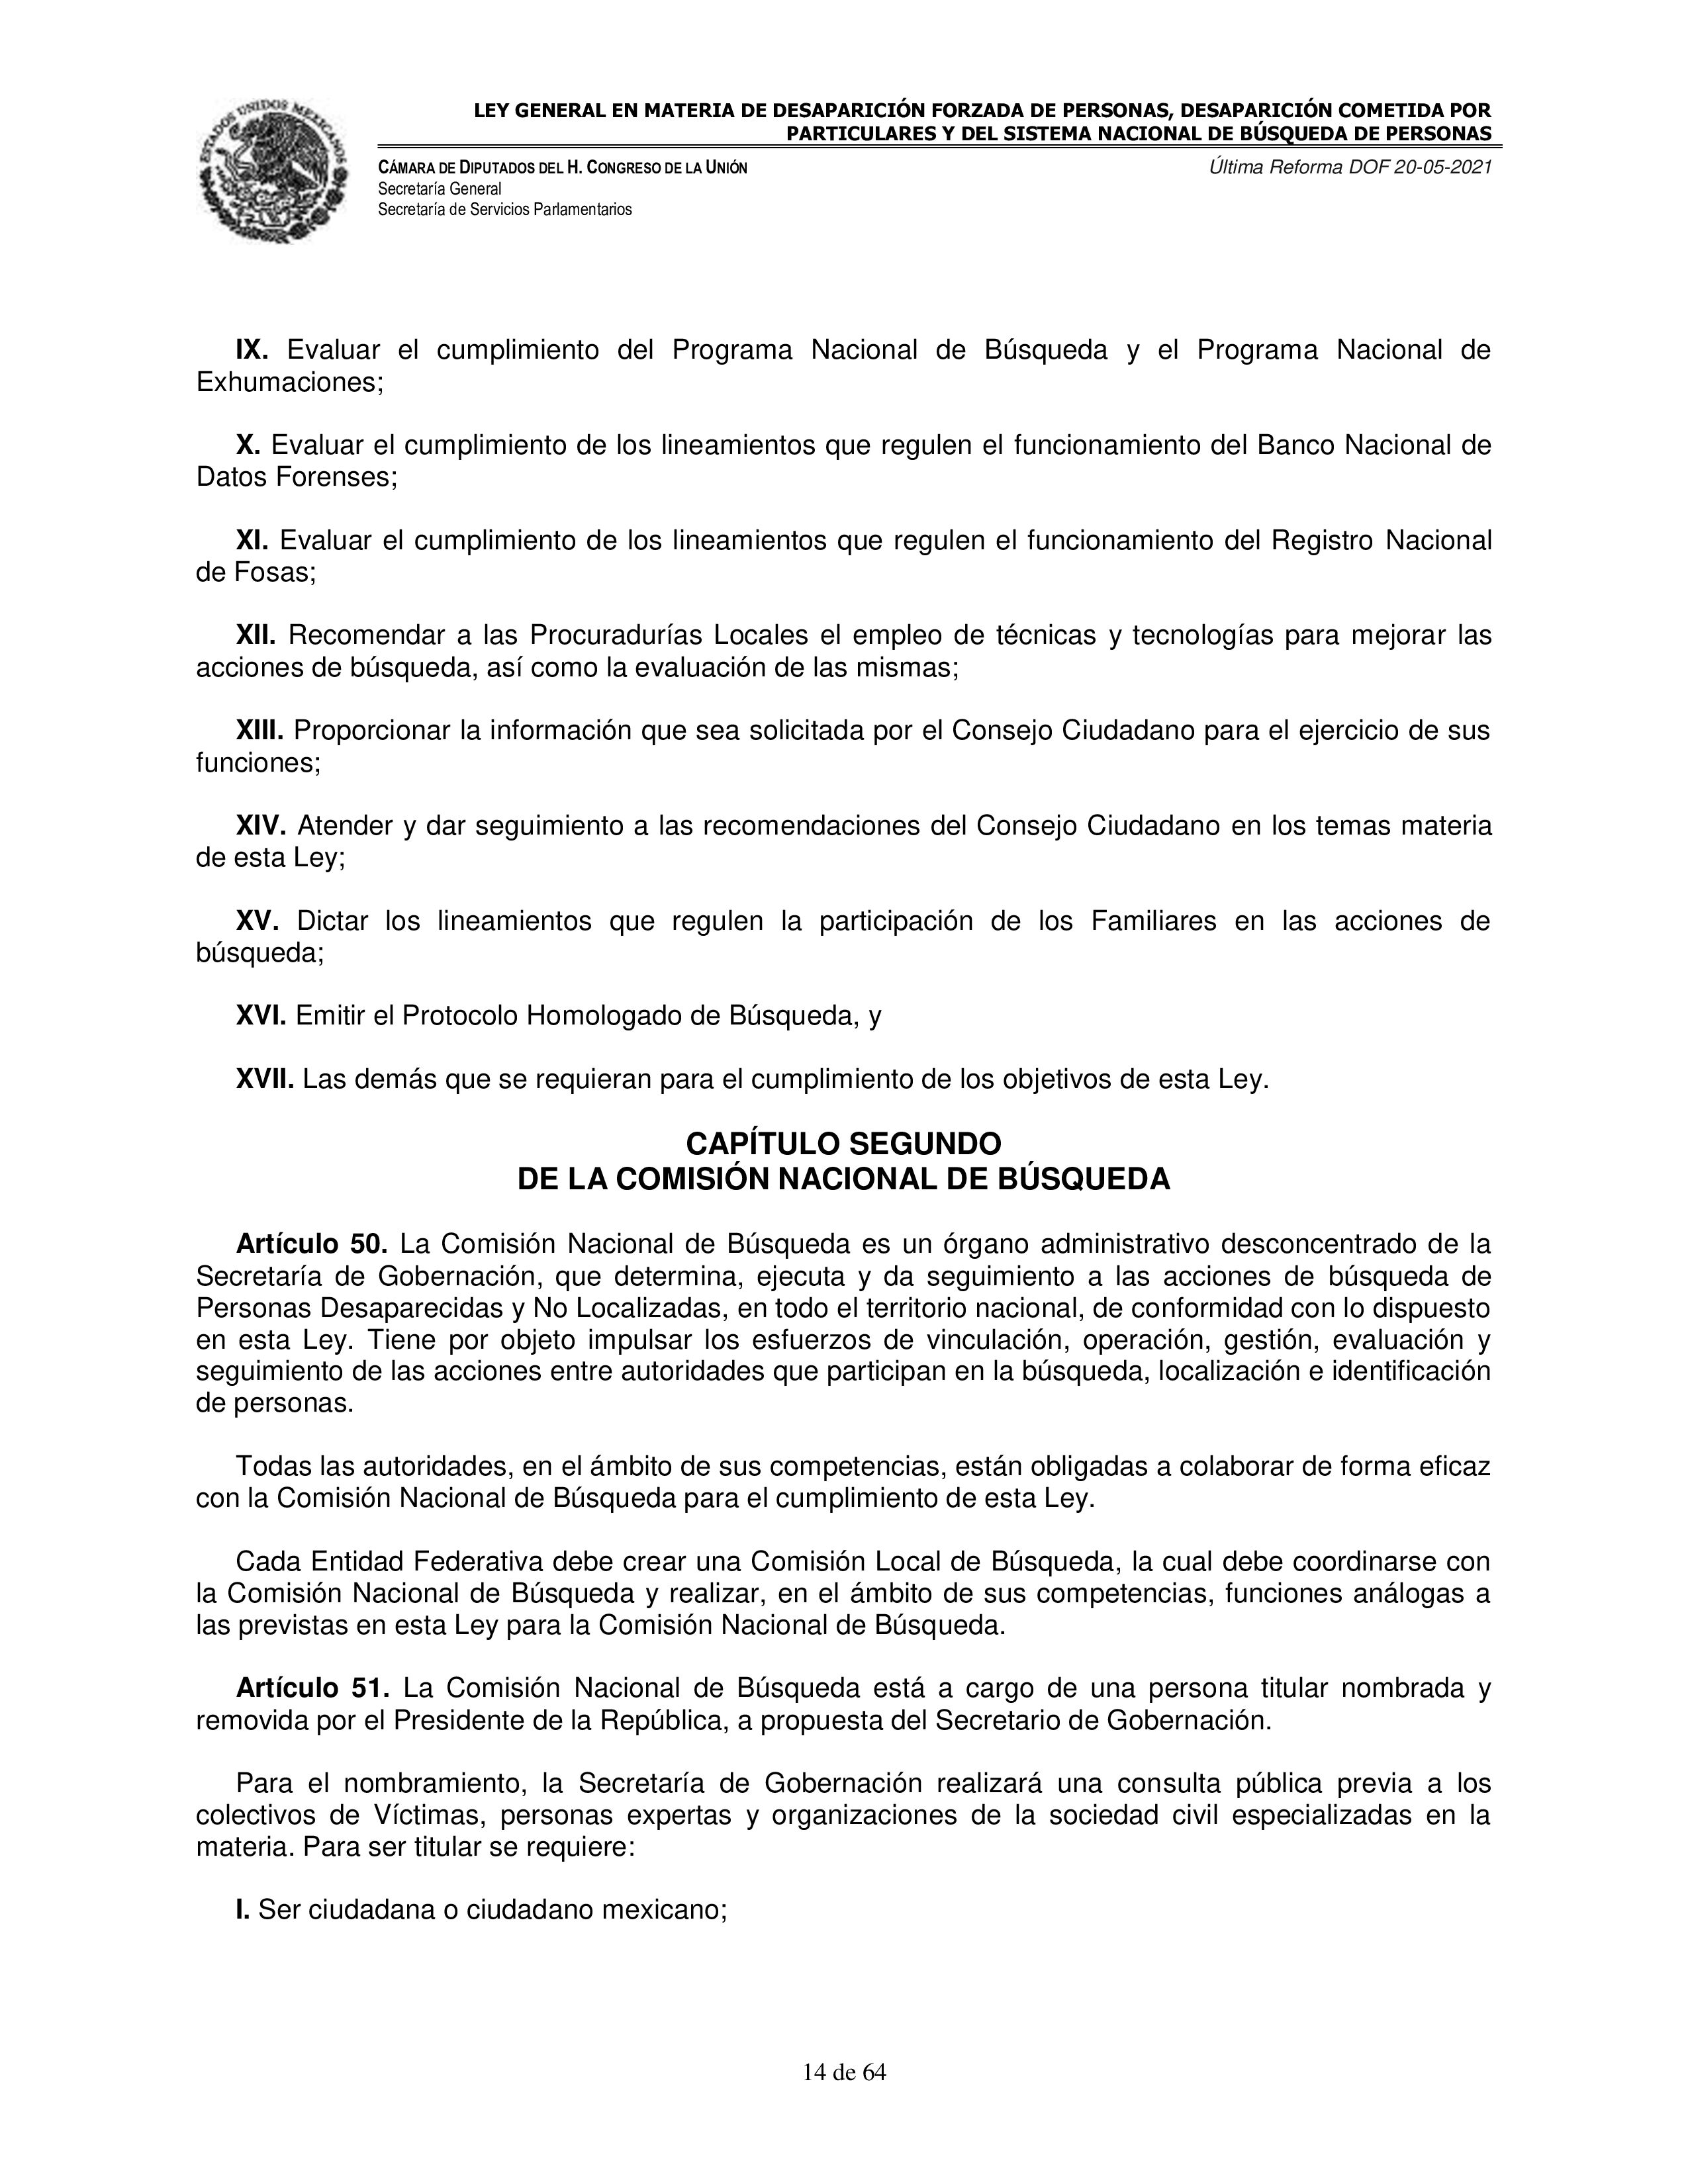 ESTADOS UNIDOS MEXICANOS
LEY GENERAL EN MATERIA DE DESAPARICIÓN FORZADA DE PERSONAS, DESAPARICIÓN COMETIDA POR
PARTICULARES Y DEL SISTEMA NACIONAL DE BÚSQUEDA DE PERSONAS
CÁMARA DE DIPUTADOS DEL H. CONGRESO DE LA UNIÓN
Última Reforma DOF 20-05-2021
Secretaría General
Secretaría de Servicios Parlamentarios
IX. Evaluar el cumplimiento del Programa Nacional de Búsqueda y el Programa Nacional de
Exhumaciones;
X. Evaluar el cumplimiento de los lineamientos que regulen el funcionamiento del Banco Nacional de
Datos Forenses;
XI. Evaluar el cumplimiento de los lineamientos que regulen el funcionamiento del Registro Nacional
de Fosas;
XII. Recomendar a las Procuradurías Locales el empleo de técnicas y tecnologías para mejorar las
acciones de búsqueda, así como la evaluación de las mismas;
XIII. Proporcionar la información que sea solicitada por el Consejo Ciudadano para el ejercicio de sus
funciones;
XIV. Atender y dar seguimiento a las recomendaciones del Consejo Ciudadano en los temas materia
de esta Ley;
XV. Dictar los lineamientos que regulen la participación de los Familiares en las acciones de
búsqueda;
XVI. Emitir el Protocolo Homologado de Búsqueda, y
XVII. Las demás que se requieran para el cumplimiento de los objetivos de esta Ley.
CAPÍTULO SEGUNDO
DE LA COMISIÓN NACIONAL DE BÚSQUEDA
Artículo 50. La Comisión Nacional de Búsqueda es un órgano administrativo desconcentrado de la
Secretaría de Gobernación, que determina, ejecuta y da seguimiento a las acciones de búsqueda de
Personas Desaparecidas y No Localizadas, en todo el territorio nacional, de conformidad con lo dispuesto
en esta Ley. Tiene por objeto impulsar los esfuerzos de vinculación, operación, gestión, evaluación y
seguimiento de las acciones entre autoridades que participan en la búsqueda, localización e identificación
de personas.
Todas las autoridades, en el ámbito de sus competencias, están obligadas a colaborar de forma eficaz
con la Comisión Nacional de Búsqueda para el cumplimiento de esta Ley.
Cada Entidad Federativa debe crear una Comisión Local de Búsqueda, la cual debe coordinarse con
la Comisión Nacional de Búsqueda y realizar, en el ámbito de sus competencias, funciones análogas a
las previstas en esta Ley para la Comisión Nacional de Búsqueda.
Artículo 51. La Comisión Nacional de Búsqueda está a cargo de una persona titular nombrada y
removida por el Presidente de la República, a propuesta del Secretario de Gobernación.
Para el nombramiento, la Secretaría de Gobernación realizará una consulta pública previa a los
colectivos de Víctimas, personas expertas y organizaciones de la sociedad civil especializadas en la
materia. Para ser titular se requiere:
I. Ser ciudadana o ciudadano mexicano;
14 de 64